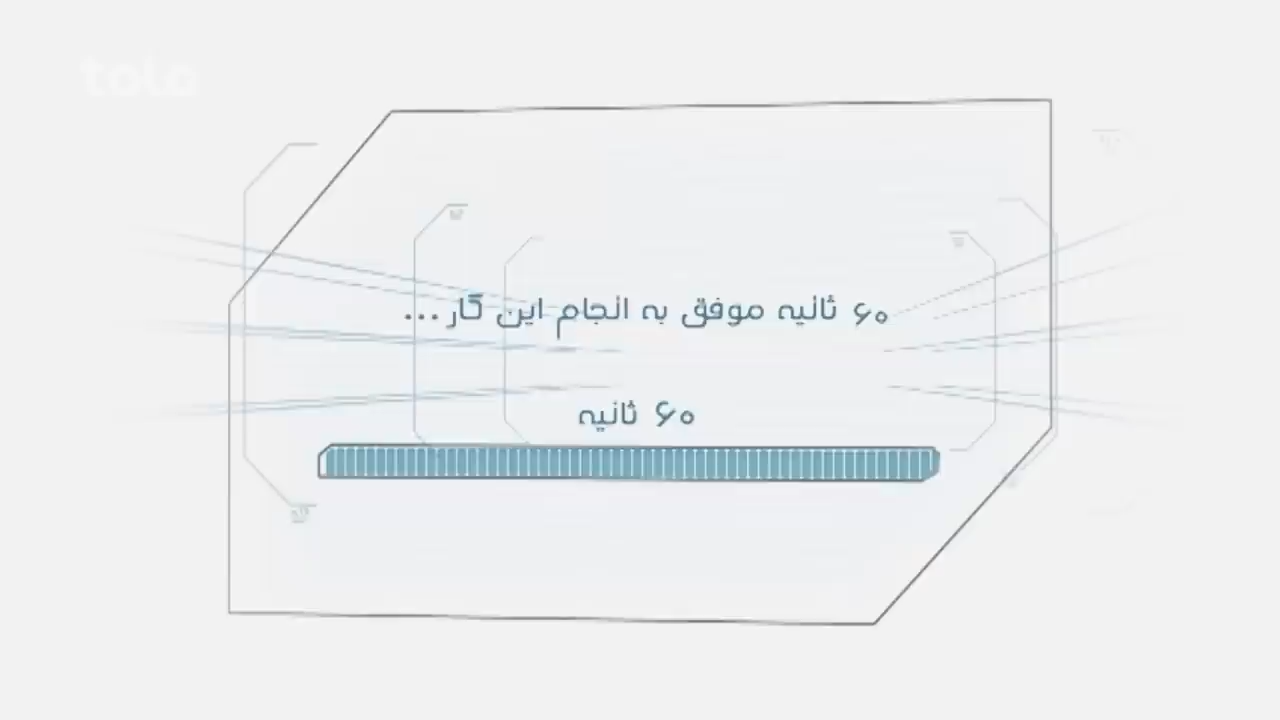 tolo
۶۰ ثانیه موفق به انجام این کار ...
۶۰ ثانیه